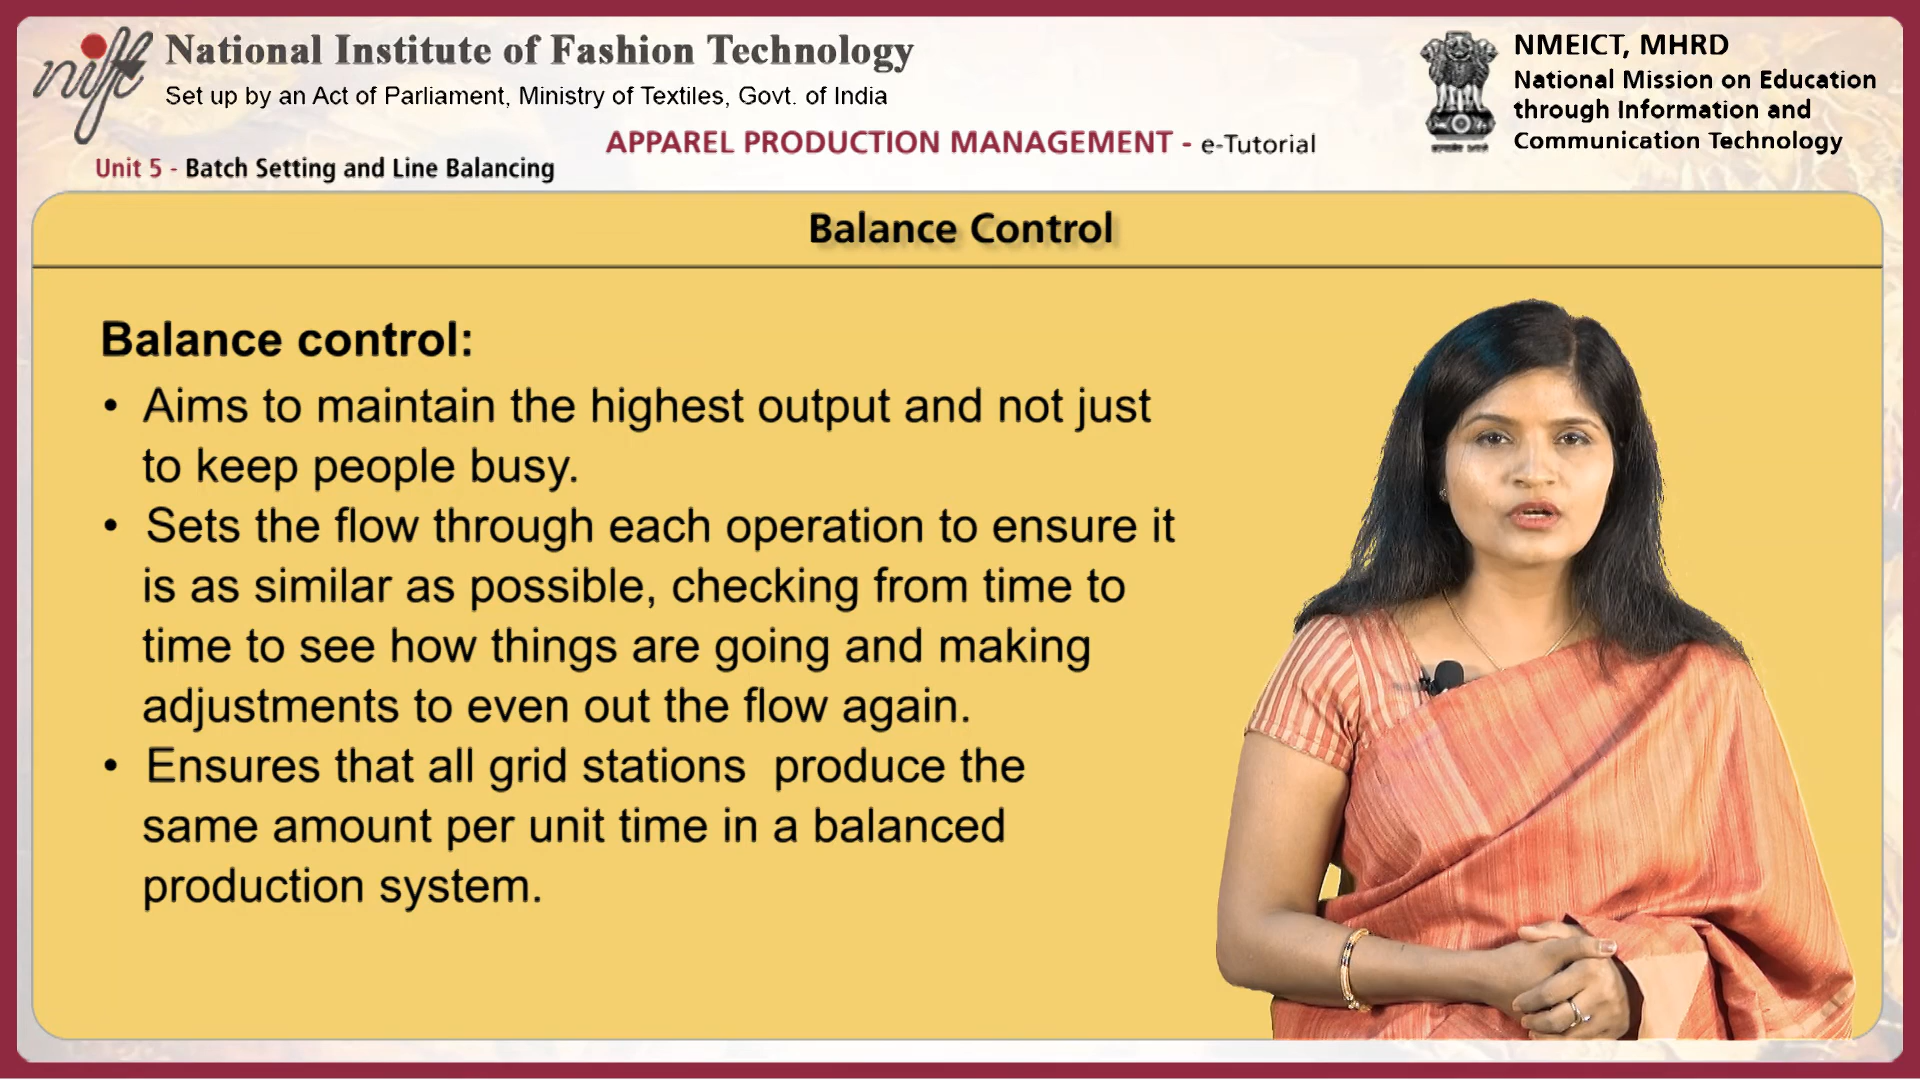 nift
National Institute of Fashion Technology
Set up by an Act of Parliament, Ministry of Textiles, Govt. of India
NMEICT, MHRD
National Mission on Education
through Information and
Communication Technology
APPAREL PRODUCTION MANAGEMENT - e-Tutorial
Unit 5 - Batch Setting and Line Balancing
Balance Control
Balance control:
• Aims to maintain the highest output and not just
to keep people busy.
• Sets the flow through each operation to ensure it
is as similar as possible, checking from time to
time to see how things are going and making
adjustments to even out the flow again.
• Ensures that all grid stations produce the
same amount per unit time in a balanced
production system.